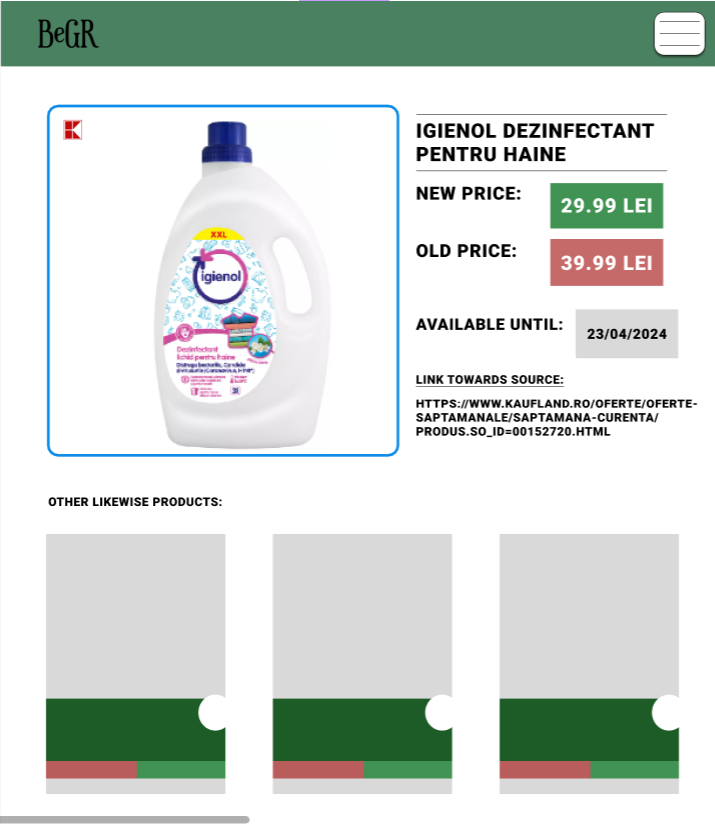 BeGR
IGIENOL DEZINFECTANT
PENTRU HAINE
NEW PRICE:
29.99 LEI
OLD PRICE:
39.99 LEI
AVAILABLE UNTIL:
23/04/2024
LINK TOWARDS SOURCE:
HTTPS://WWW.KAUFLAND.RO/OFERTE/OFERTE-
SAPTAMANALE/SAPTAMANA-CURENTA/
PRODUS.SO_ID=00152720.HTML
XXL
igienol
Dezinfectant
lichid pentru haine
OTHER LIKEWISE PRODUCTS: